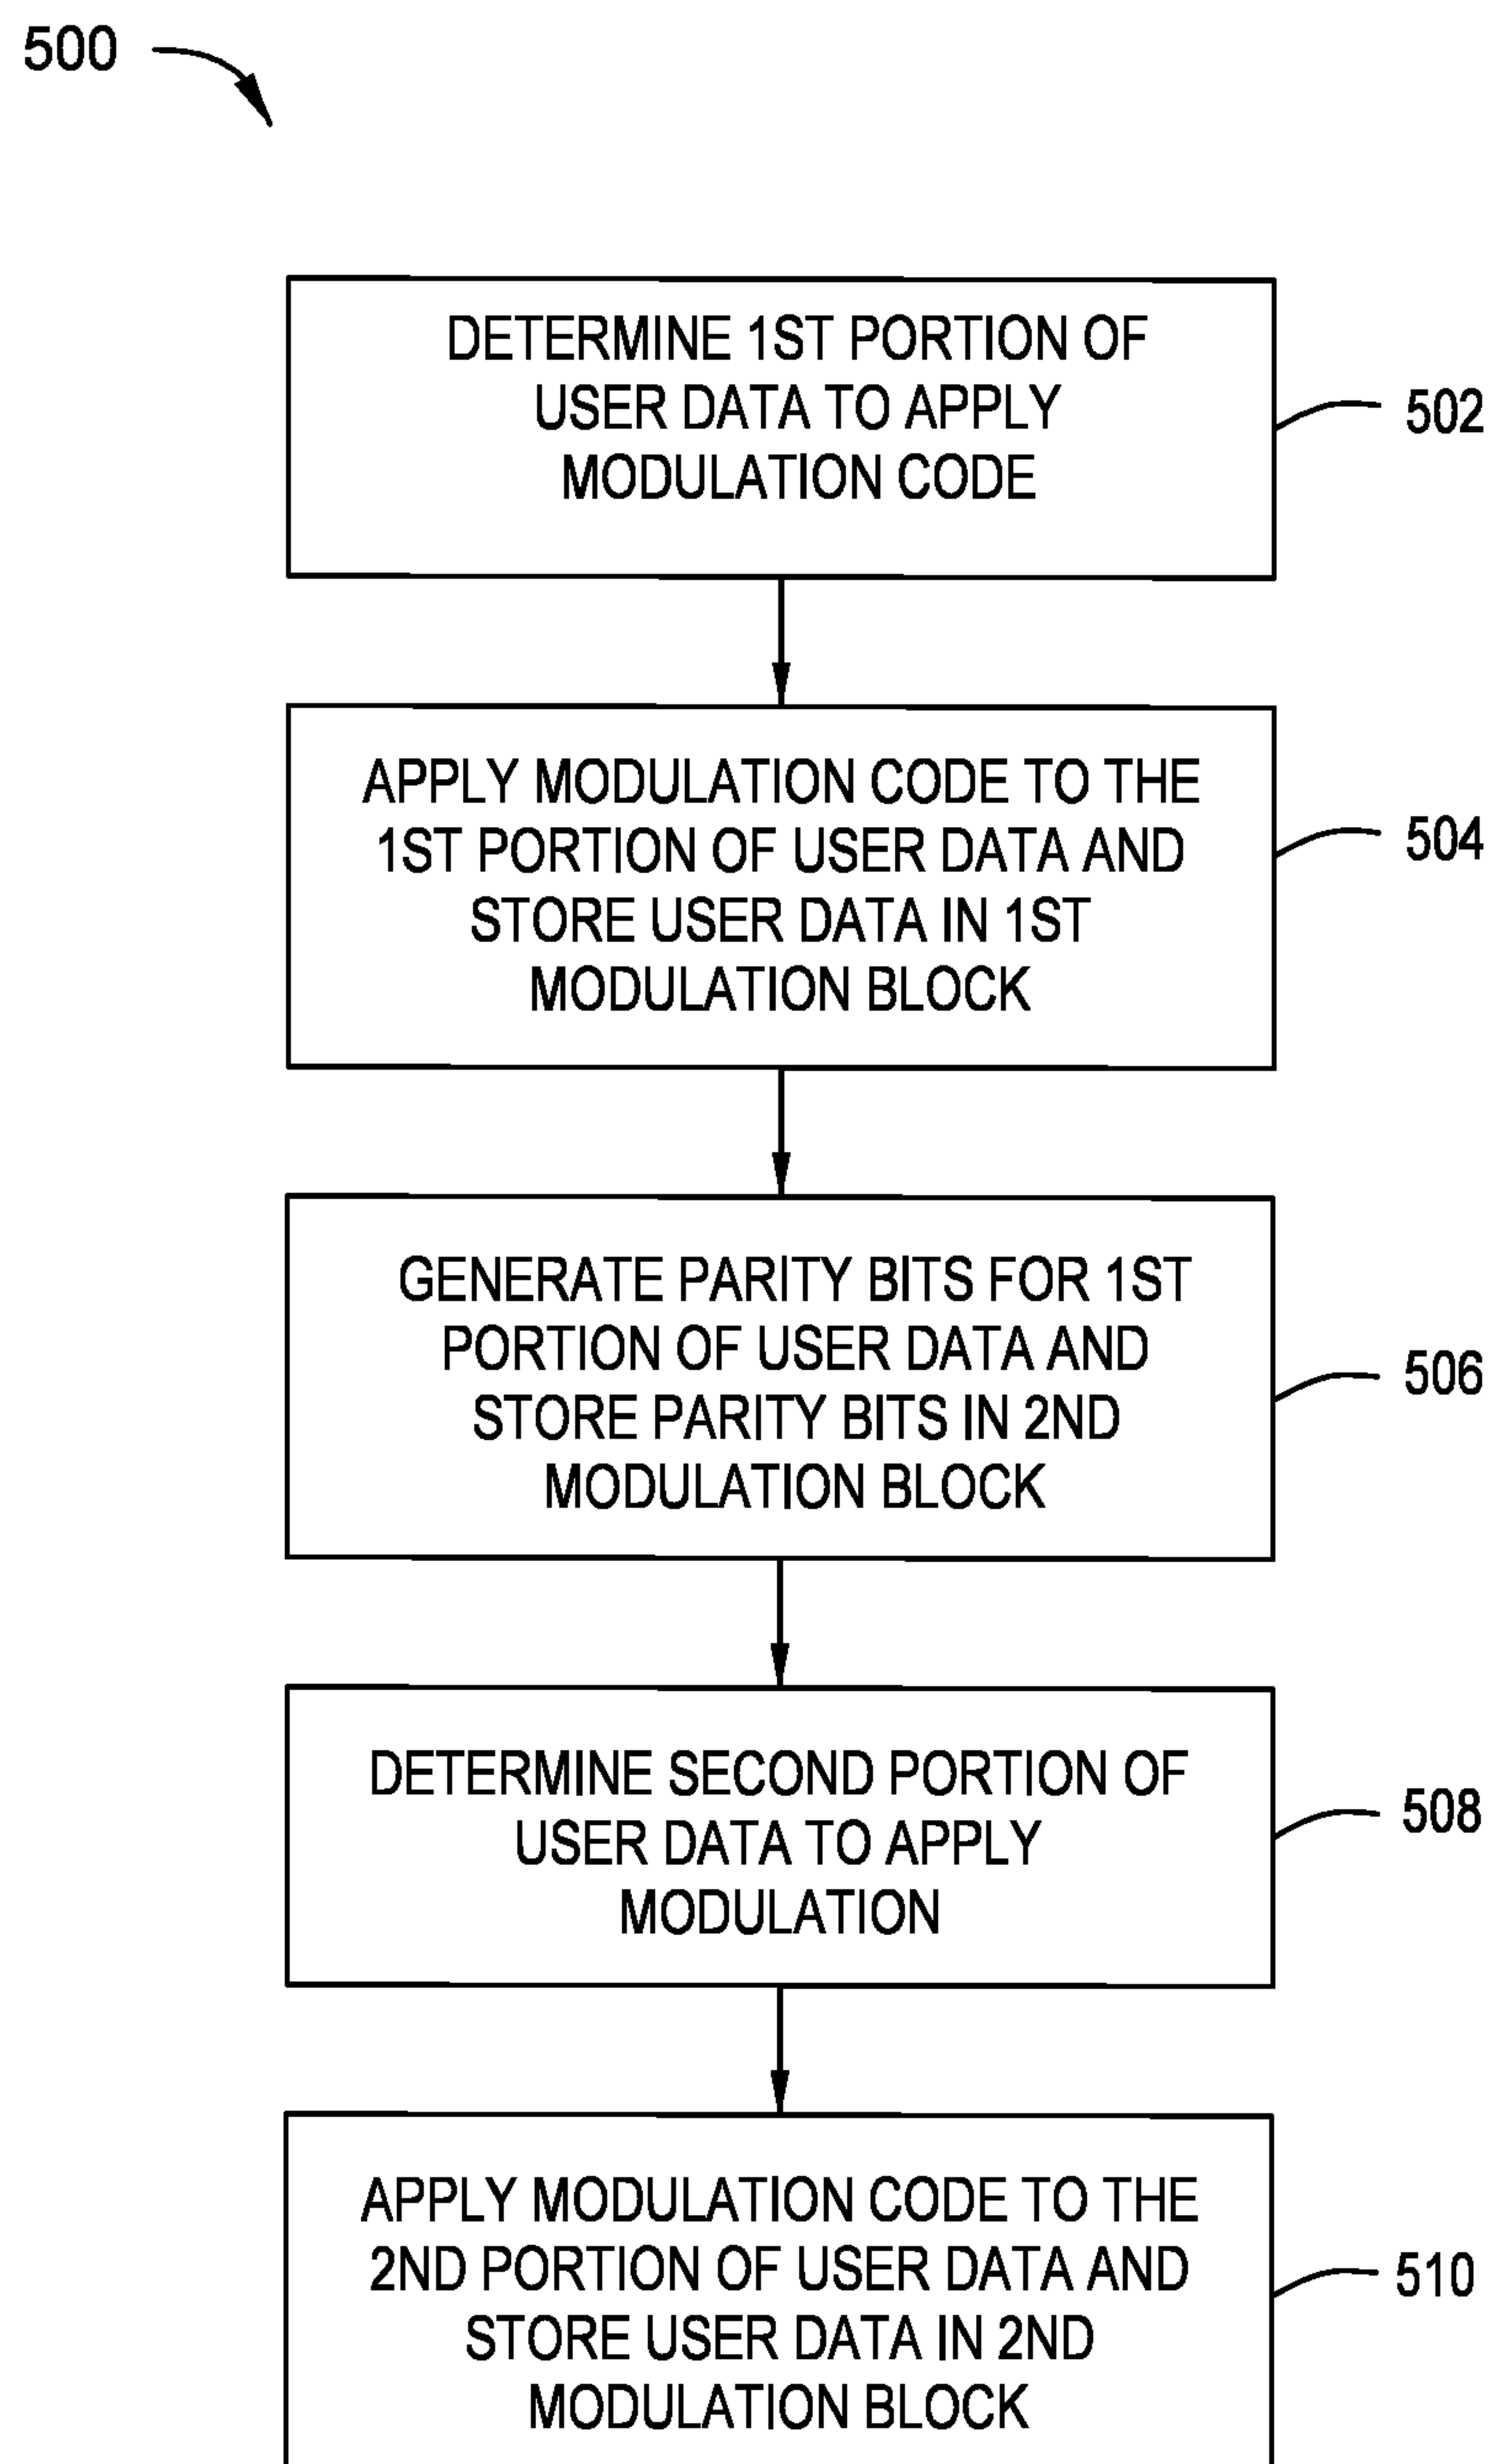 500
DETERMINE 1ST PORTION OF
USER DATA TO APPLY
MODULATION CODE
502
APPLY MODULATION CODE TO THE
1ST PORTION OF USER DATA AND
STORE USER DATA IN 1ST
MODULATION BLOCK
504
GENERATE PARITY BITS FOR 1ST
PORTION OF USER DATA AND
STORE PARITY BITS IN 2ND
MODULATION BLOCK
506
DETERMINE SECOND PORTION OF
USER DATA TO APPLY
MODULATION
508
APPLY MODULATION CODE TO THE
2ND PORTION OF USER DATA AND
STORE USER DATA IN 2ND
MODULATION BLOCK
510